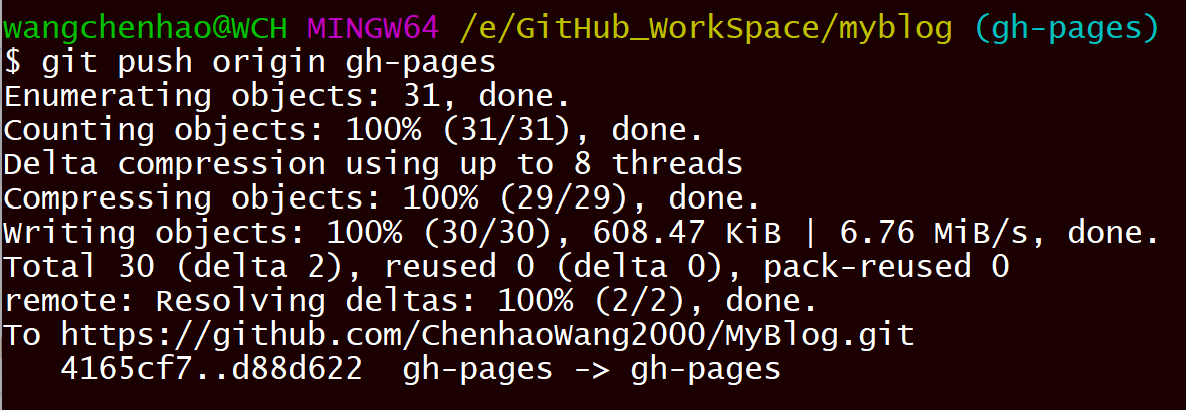 wangchenhao@WCH MINGW64 /e/GitHub_WorkSpace/myblog (gh-pages)
$ git push origin gh-pages
Enumerating objects: 31, done.
Counting objects: 100% (31/31), done.
Delta compression using up to 8 threads
Compressing objects: 100% (29/29), done.
Writing objects: 100% (30/30), 608.47 KiB | 6.76 MiB/s, done.
Total 30 (delta 2), reused 0 (delta 0), pack-reused 0
remote: Resolving deltas: 100% (2/2), done.
To https://github.com/ChenhaoWang2000/MyBlog.git
   4165cf7..d88d622  gh-pages -> gh-pages